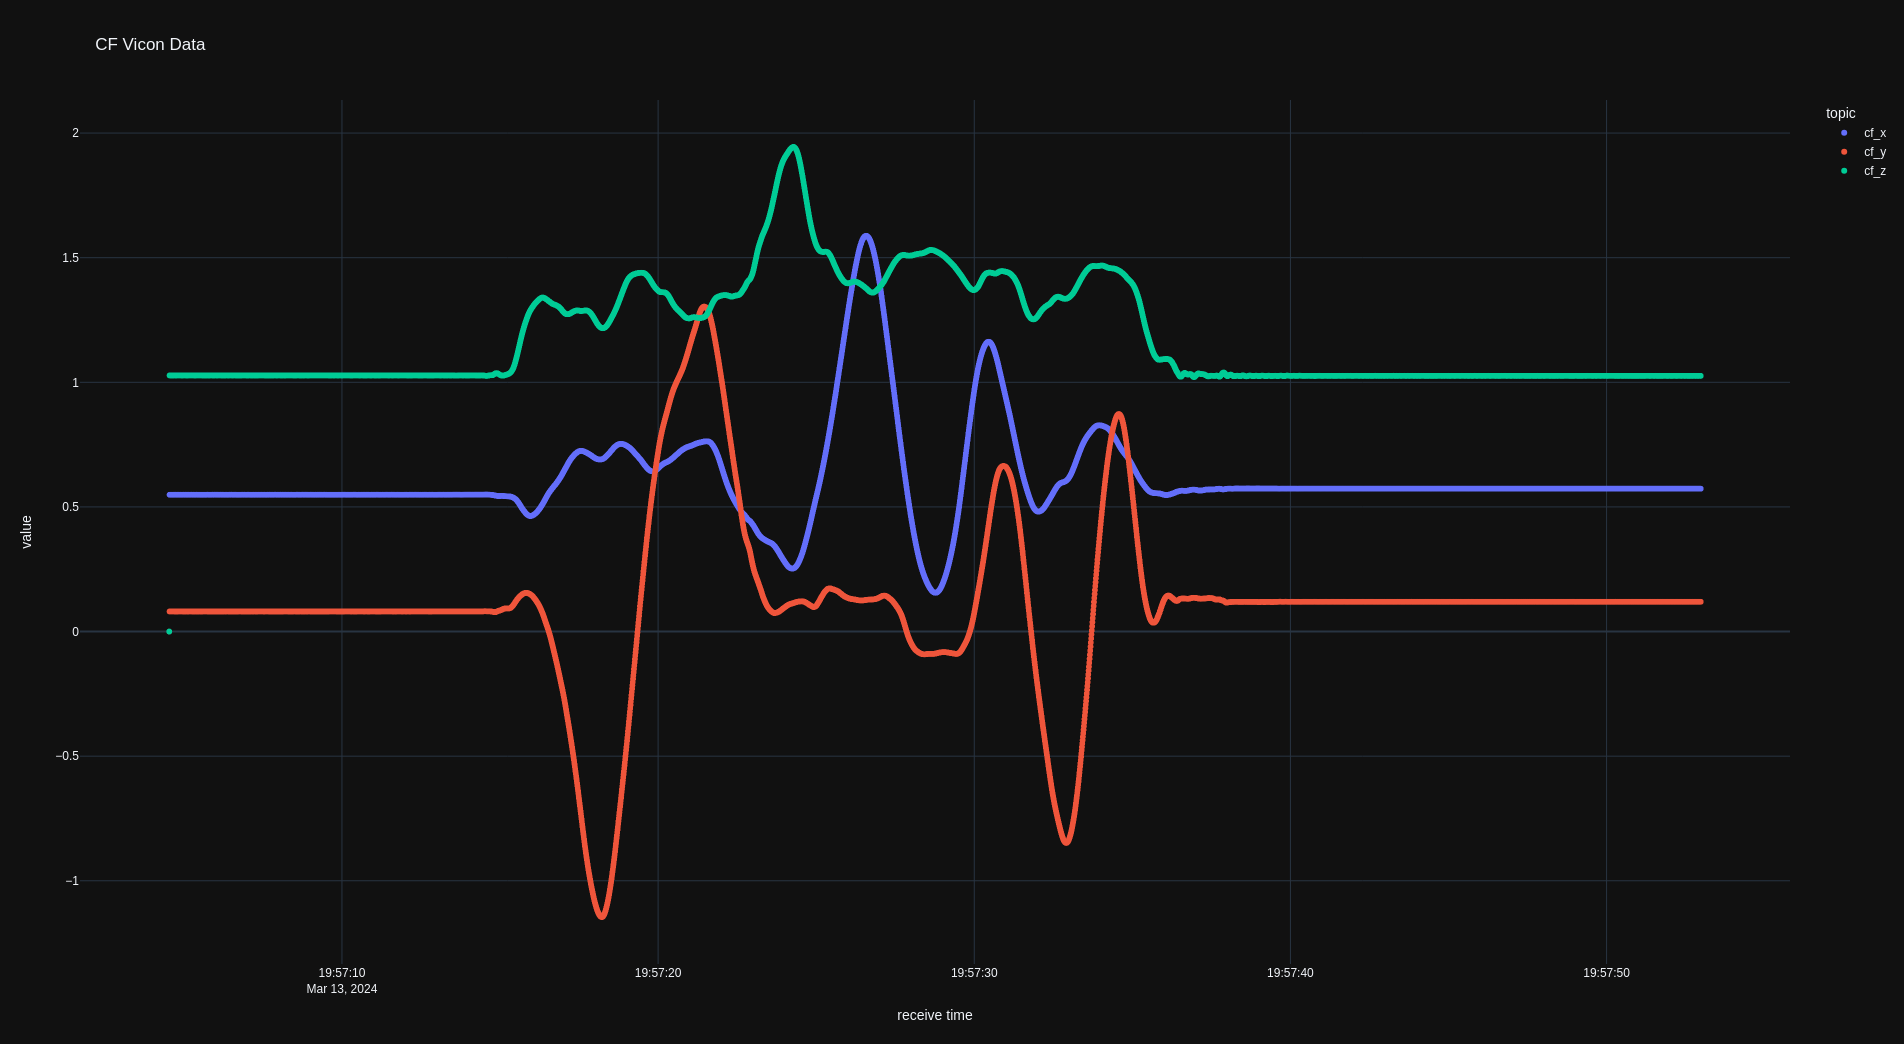 CF Vicon Data
topic
cf_x
cf_y
cf_z
2
1.5
1
0.5
0
−0.5
−1
value
19:57:10
Mar 13, 2024
19:57:20
19:57:30
19:57:40
19:57:50
receive time